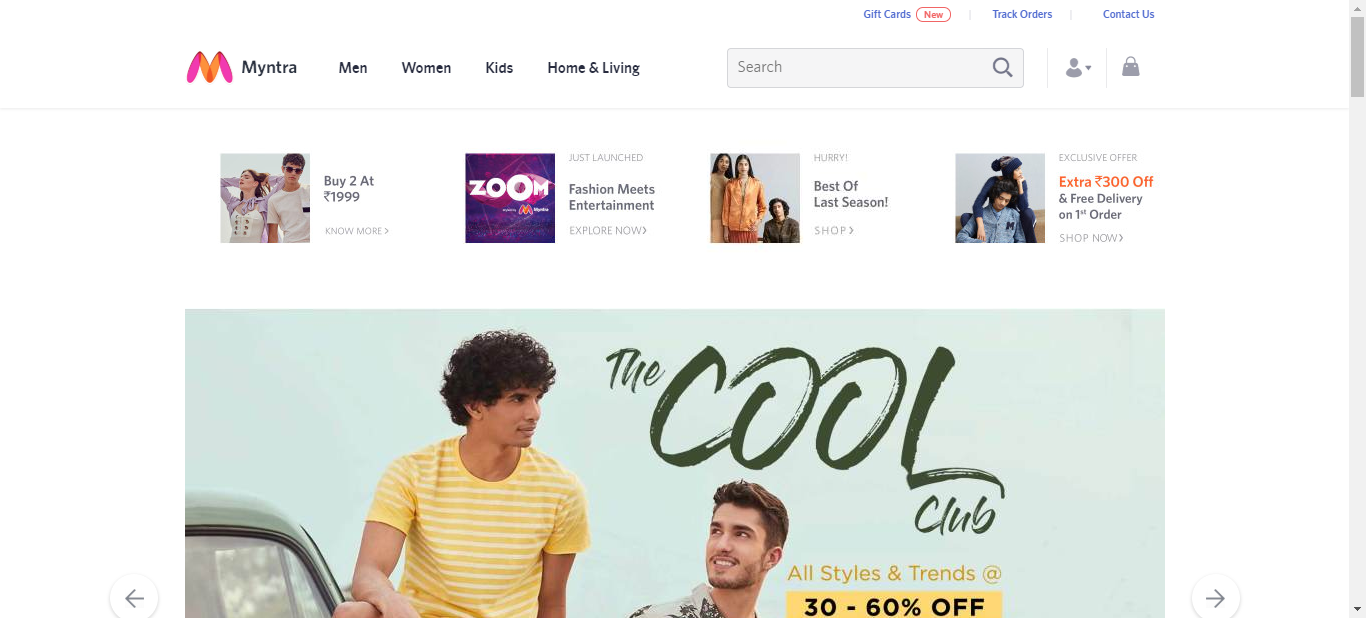 Gift Cards New
Track Orders
Contact Us
Myntra
Men
Women
Kids
Home & Living
Search
Buy 2 At
₹1999
KNOW MORE >
ZOOM
Myntra
JUST LAUNCHED
Fashion Meets
Entertainment
EXPLORE NOW>
HURRY!
Best Of
Last Season!
SHOP >
EXCLUSIVE OFFER
Extra ₹300 Off
& Free Delivery
on 1st Order
SHOP NOW>
The
COOL
Club
All Styles & Trends @
30 - 60% OFF